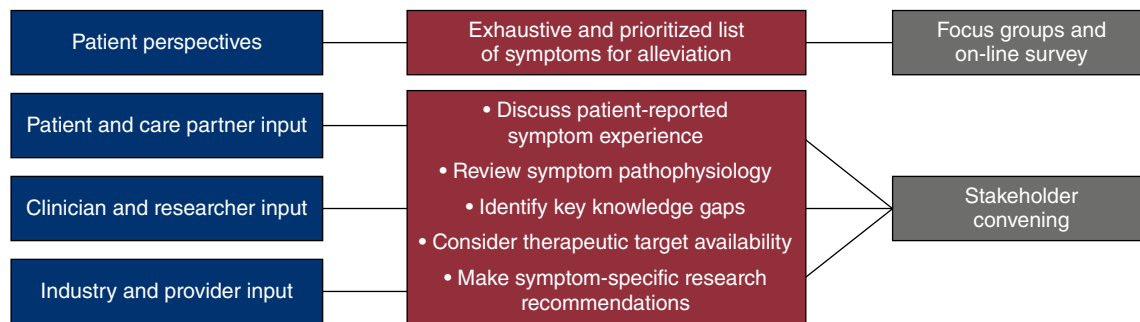 Patient perspectives
Exhaustive and prioritized list
of symptoms for alleviation
Focus groups and
on-line survey
Patient and care partner input
Clinician and researcher input
Industry and provider input
• Discuss patient-reported
symptom experience
• Review symptom pathophysiology
• Identify key knowledge gaps
• Consider therapeutic target availability
• Make symptom-specific research
recommendations
Stakeholder
convening